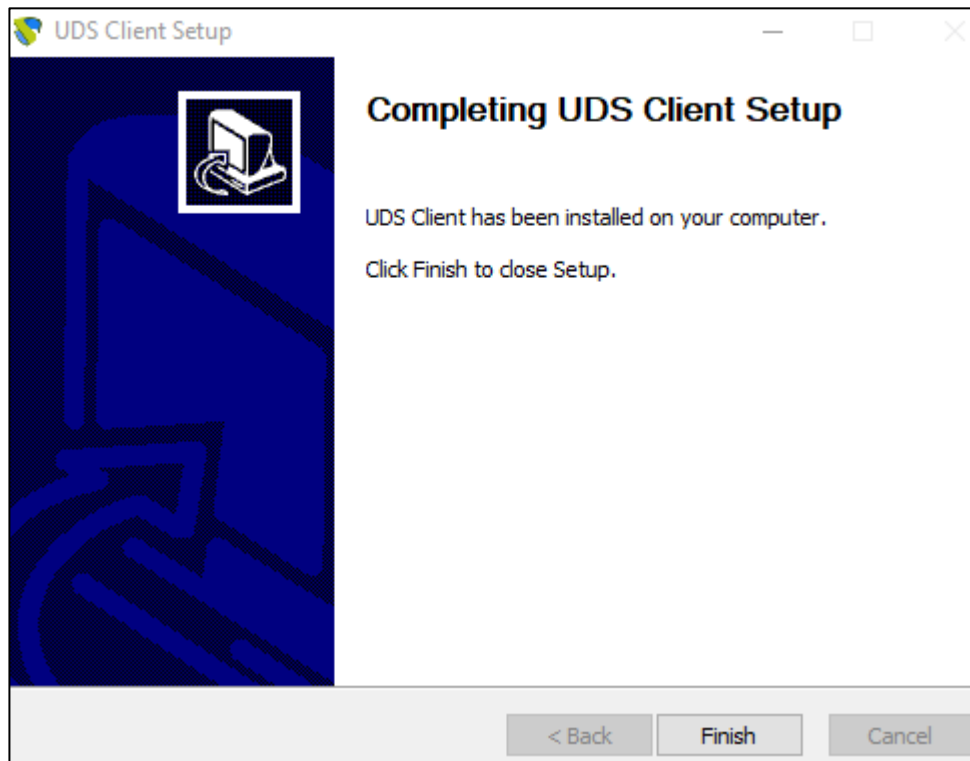 UDS Client Setup
Completing UDS Client Setup
UDS Client has been installed on your computer.
Click Finish to close Setup.
< Back
Finish
Cancel